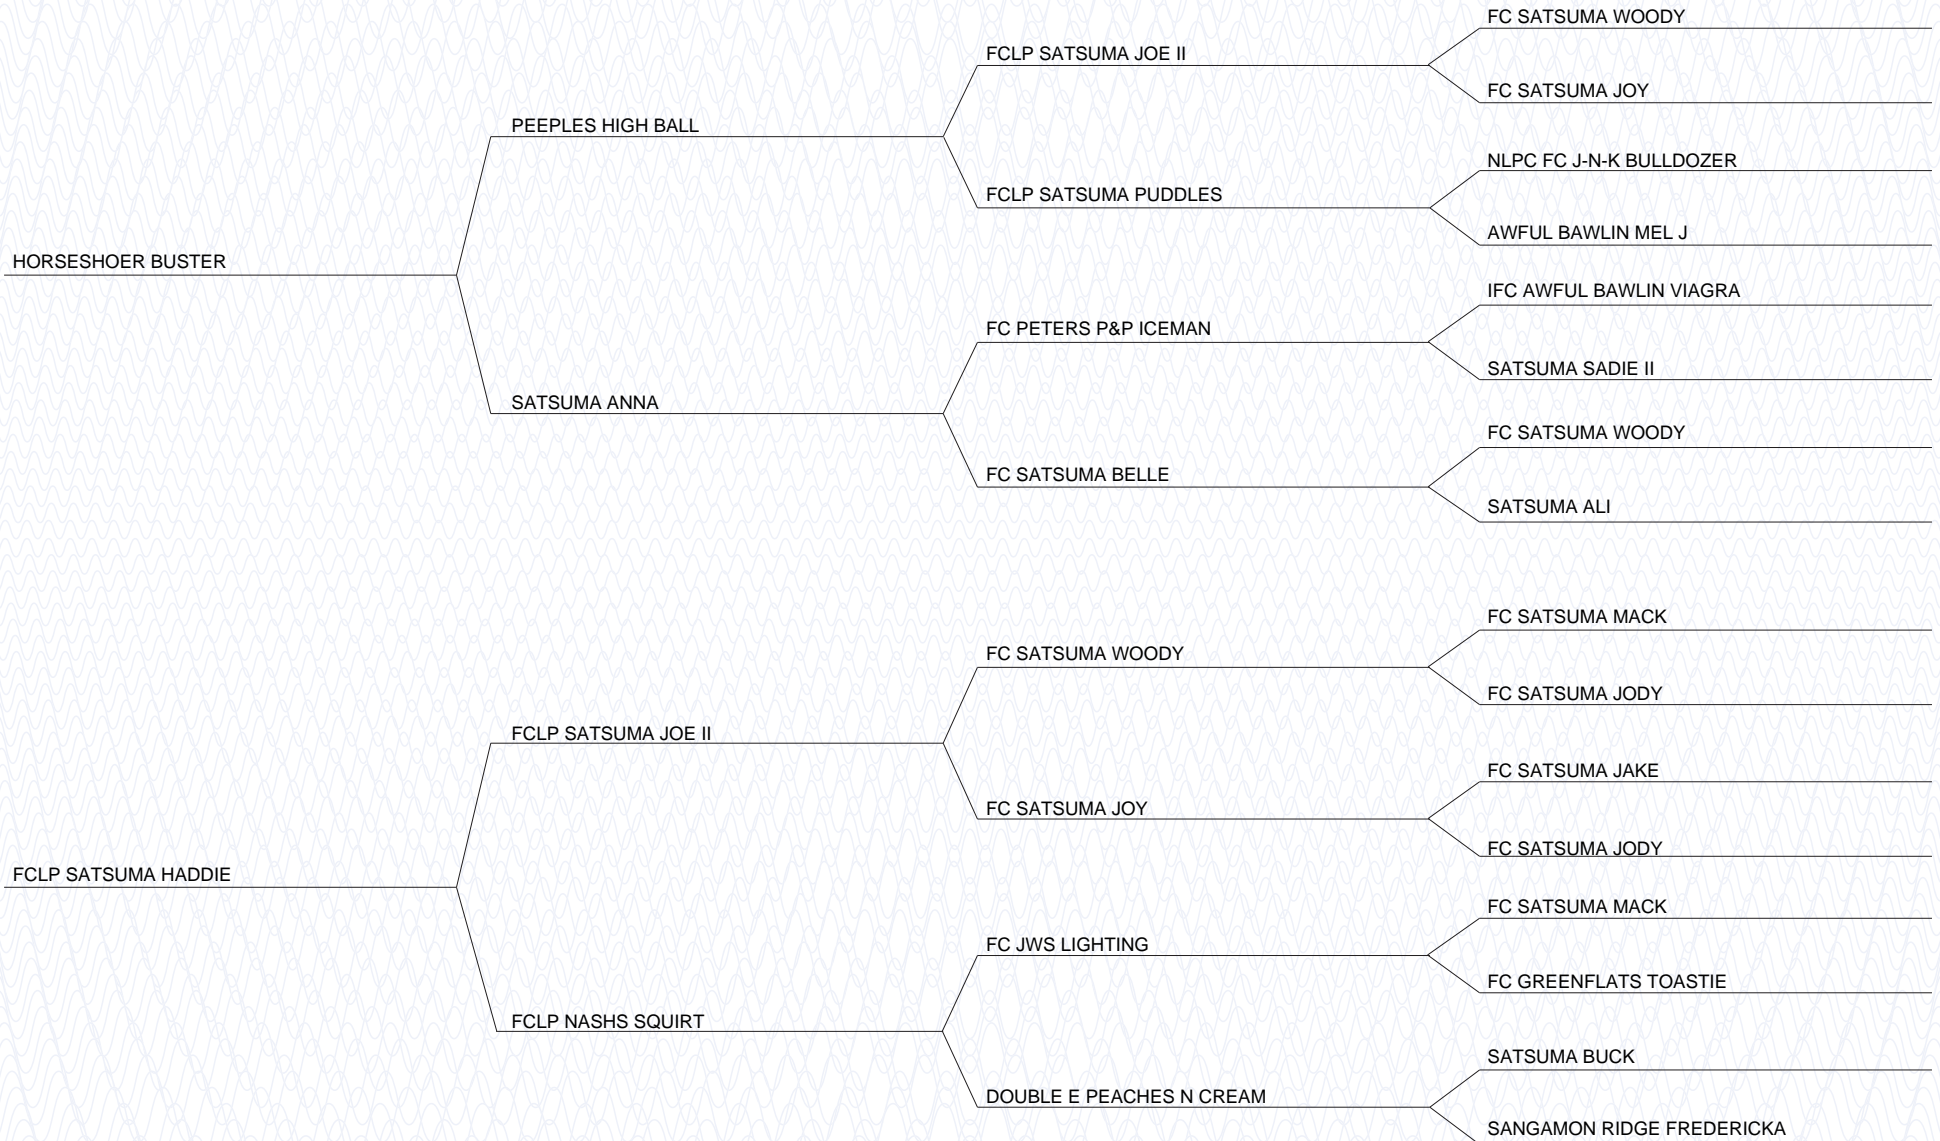 FC SATSUMA WOODY
FCLP SATSUMA JOE II
FC SATSUMA JOY
PEEPLES HIGH BALL
NLPC FC J-N-K BULLDOZER
FCLP SATSUMA PUDDLES
AWFUL BAWLIN MEL J
HORSESHOER BUSTER
IFC AWFUL BAWLIN VIAGRA
FC PETERS P&P ICEMAN
SATSUMA SADIE II
SATSUMA ANNA
FC SATSUMA WOODY
FC SATSUMA BELLE
SATSUMA ALI
FC SATSUMA MACK
FC SATSUMA WOODY
FC SATSUMA JODY
FCLP SATSUMA JOE II
FC SATSUMA JAKE
FC SATSUMA JOY
FC SATSUMA JODY
FCLP SATSUMA HADDIE
FC SATSUMA MACK
FC JWS LIGHTING
FC GREENFLATS TOASTIE
FCLP NASHS SQUIRT
SATSUMA BUCK
DOUBLE E PEACHES N CREAM
SANGAMON RIDGE FREDERICKA